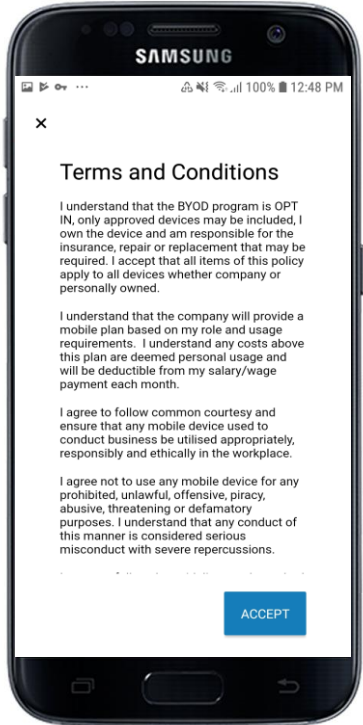 SAMSUNG
100% 12:48 PM
Terms and Conditions
I understand that the BYOD program is OPT
IN, only approved devices may be included, I
own the device and am responsible for the
insurance, repair or replacement that may be
required. I accept that all items of this policy
apply to all devices whether company or
personally owned.
I understand that the company will provide a
mobile plan based on my role and usage
requirements.  I understand any costs above
this plan are deemed personal usage and
will be deductible from my salary/wage
payment each month.
I agree to follow common courtesy and
ensure that any mobile device used to
conduct business be utilised appropriately,
responsibly and ethically in the workplace.
I agree not to use any mobile device for any
prohibited, unlawful, offensive, piracy,
abusive, threatening or defamatory
purposes. I understand that any conduct of
this manner is considered serious
misconduct with severe repercussions.
ACCEPT